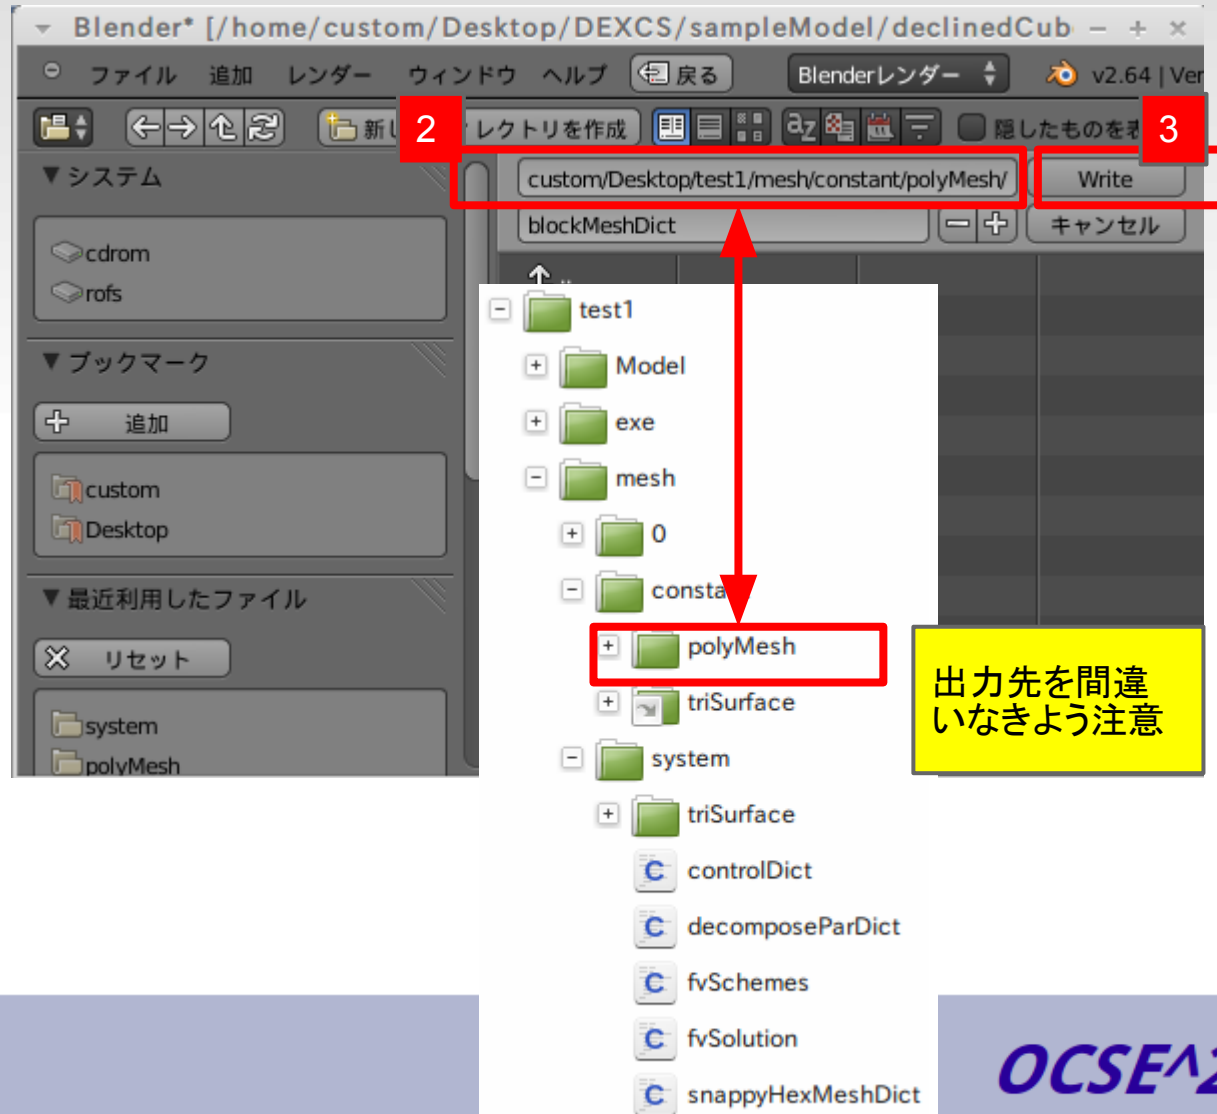 Blender* [/home/custom/Desktop/DEXCS/sampleModel/declinedCub
ファイル 追加 レンダー ウィンドウ ヘルプ 戻る Blenderレンダー v2.64 | Ver
新し 2 レクトリを作成 隠したものを 3
システム
cdrom
rofs
ブックマーク
追加
custom
Desktop
最近利用したファイル
リセット
system
polyMesh
custom/Desktop/test1/mesh/constant/polyMesh/ Write
blockMeshDict キャンセル
..
test1
Model
exe
mesh
0
consta
polyMesh
triSurface
system
triSurface
controlDict
decomposeParDict
fvSchemes
fvSolution
snappyHexMeshDict
出力先を間違
いなきよう注意
OCSE^2